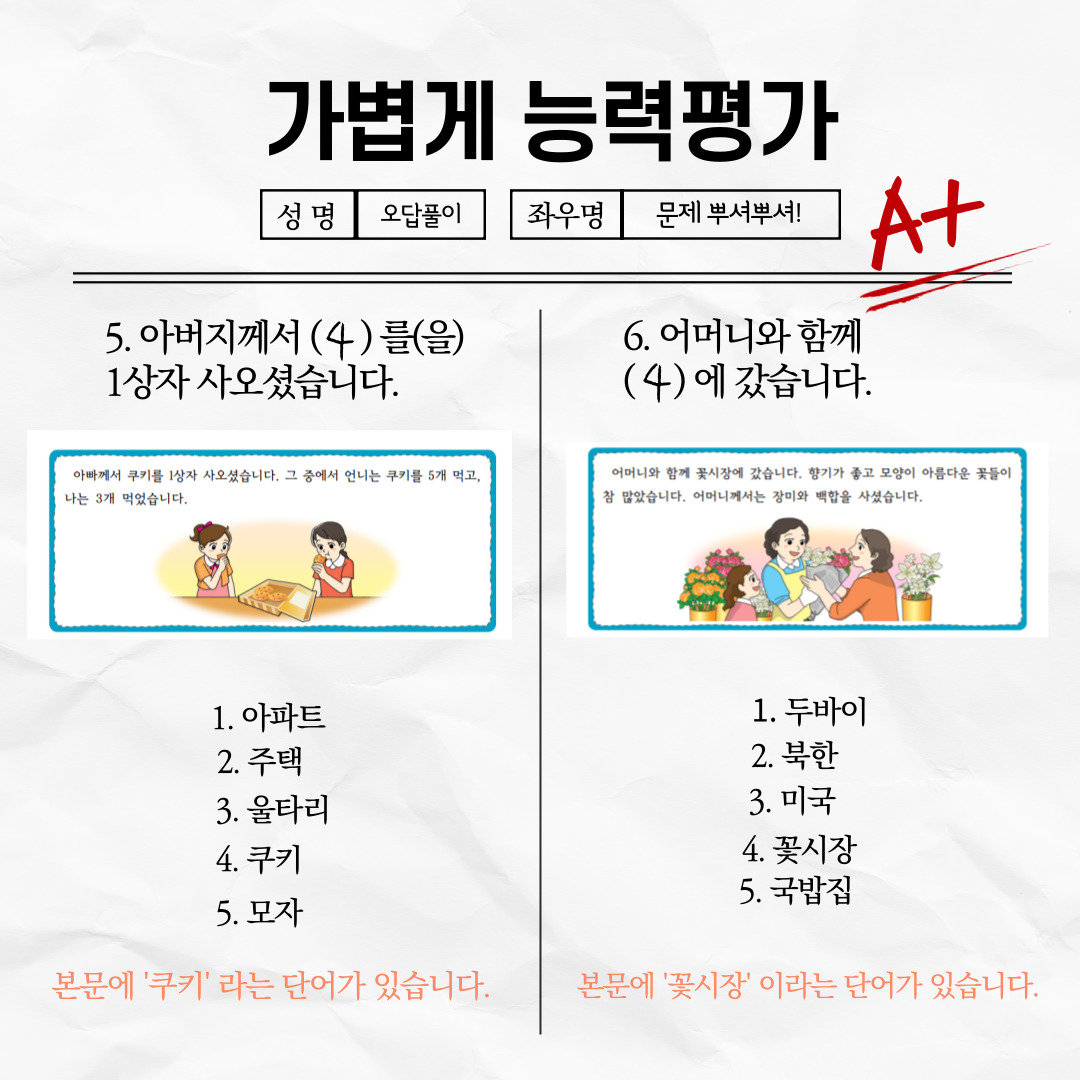 가볍게 능력평가
성 명 오답풀이 좌우명 문제 뿌셔뿌셔!
A+
5. 아버지께서 ( 4 ) 를(을)
1상자 사오셨습니다.
아빠께서 쿠키를 1상자 사오셨습니다. 그 중에서 언니는 쿠키를 5개 먹고,
나는 3개 먹었습니다.
1. 아파트
2. 주택
3. 울타리
4. 쿠키
5. 모자
본문에 '쿠키' 라는 단어가 있습니다.
6. 어머니와 함께
( 4 ) 에 갔습니다.
어머니와 함께 꽃시장에 갔습니다. 향기가 좋고 모양이 아름다운 꽃들이
참 많았습니다. 어머니께서는 장미와 백합을 사셨습니다.
1. 두바이
2. 북한
3. 미국
4. 꽃시장
5. 국밥집
본문에 '꽃시장' 이라는 단어가 있습니다.